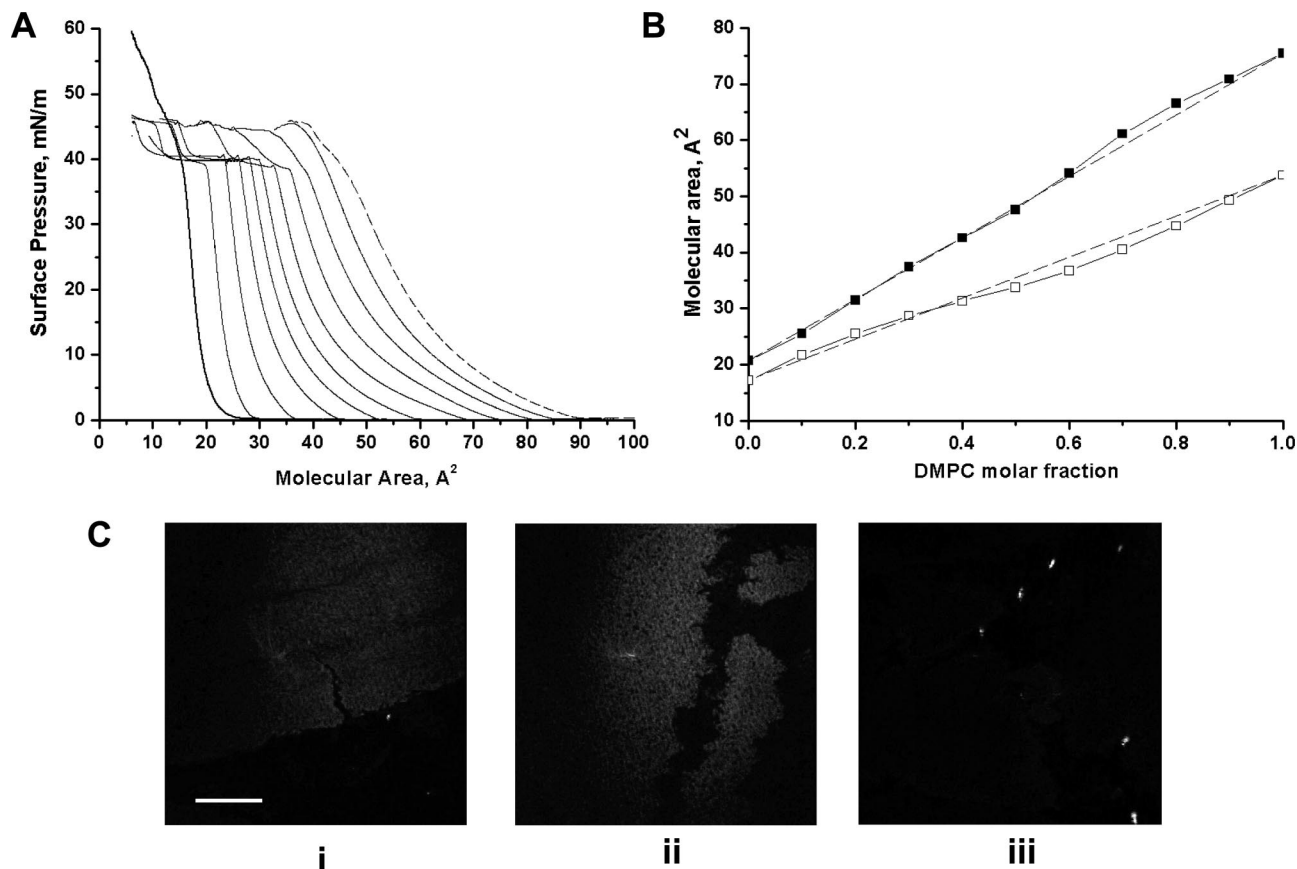 A
60
50
40
30
20
10
0
Surface Pressure, mN/m
0 10 20 30 40 50 60 70 80 90 100
Molecular Area, A²
B
80
70
60
50
40
30
20
10
Molecular area, A²
0.0 0.2 0.4 0.6 0.8 1.0
DMPC molar fraction
C
i ii iii